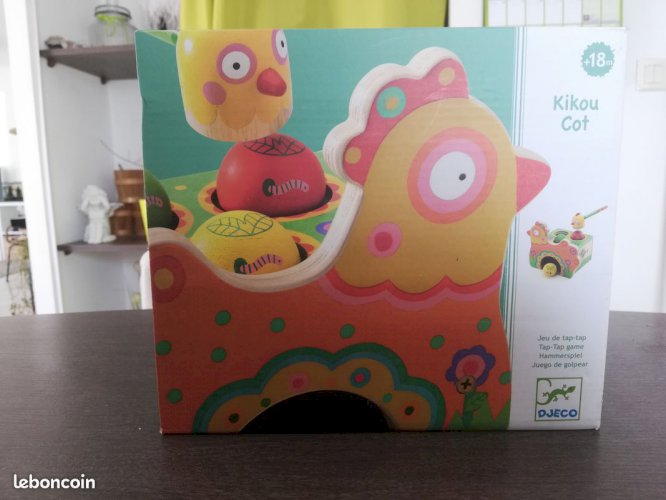 +18m
Kikou
Cot
Jeu de tap-tap
Tap-Tap game
Hammerspiel
Juego de golpear
DJECO
leboncoin